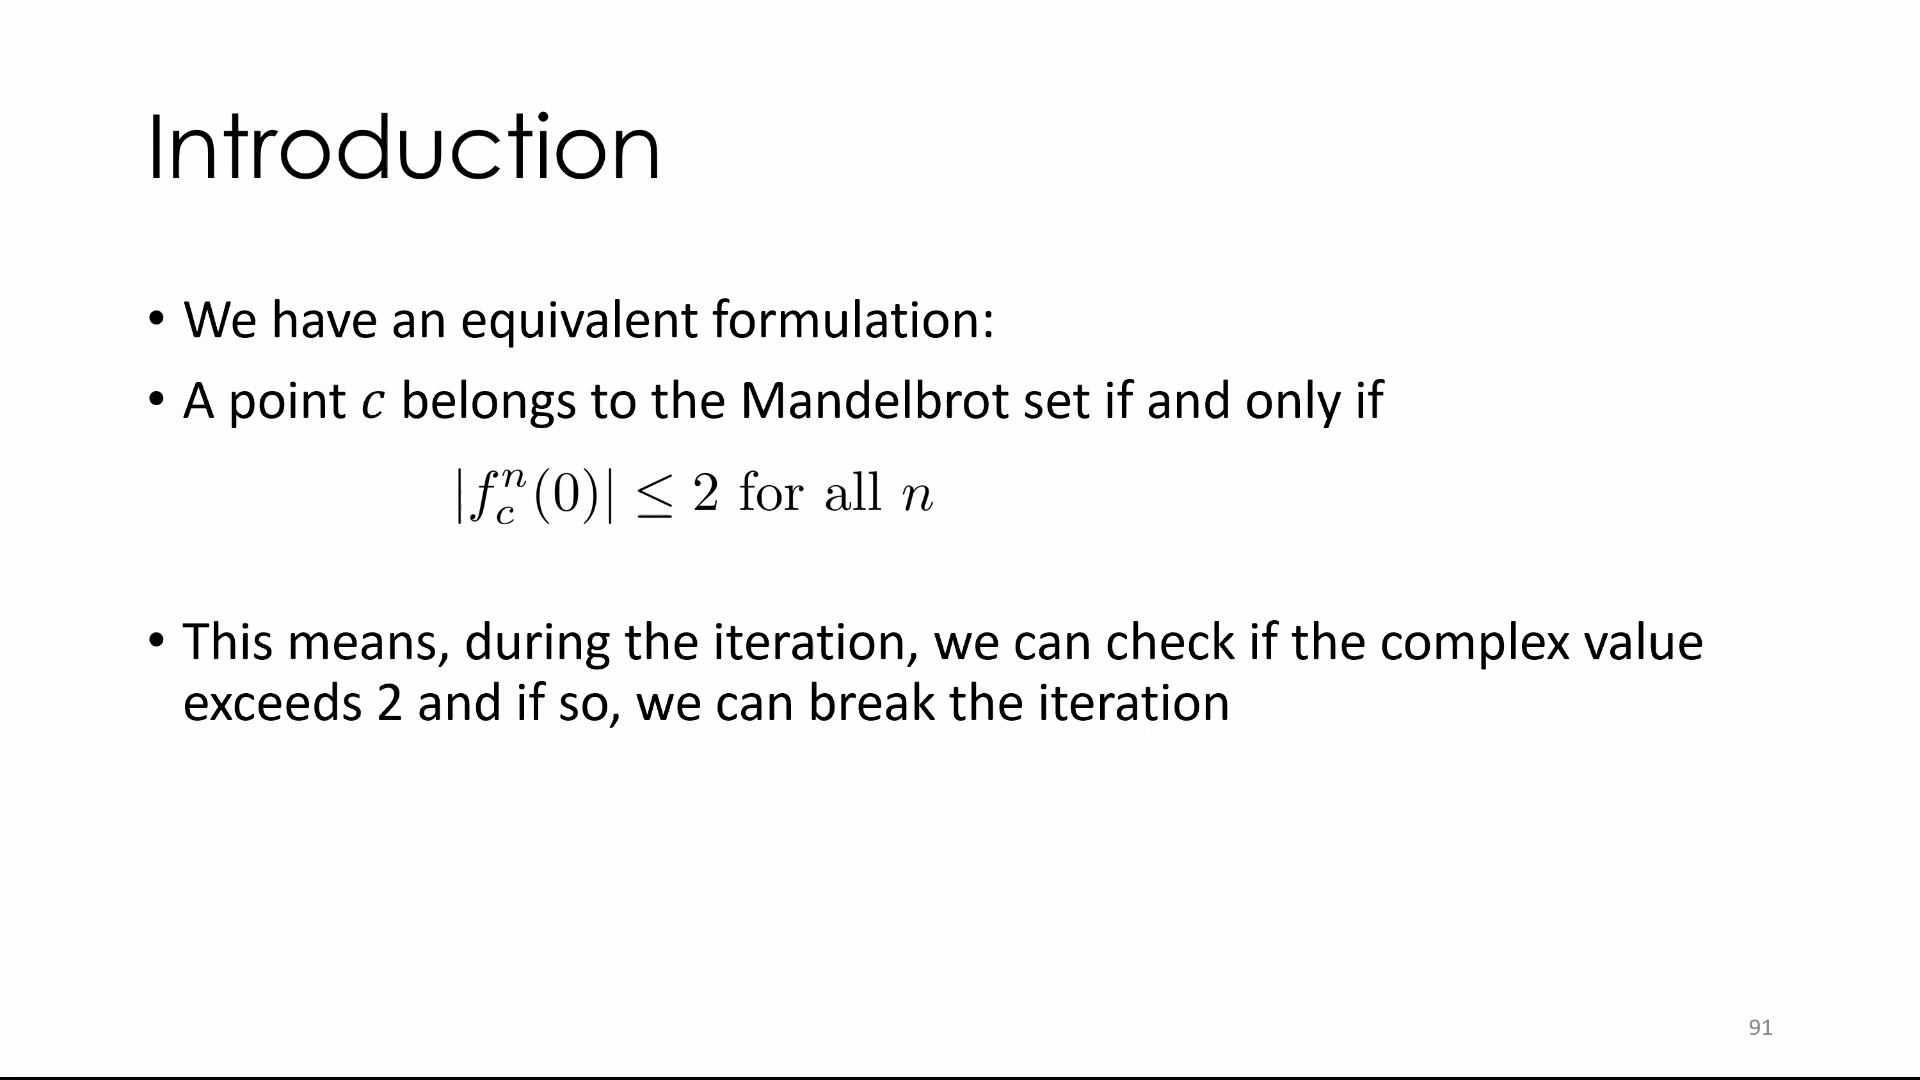 Introduction
• We have an equivalent formulation:
• A point c belongs to the Mandelbrot set if and only if
|f_c^n(0)| ≤ 2 for all n
• This means, during the iteration, we can check if the complex value
exceeds 2 and if so, we can break the iteration
91